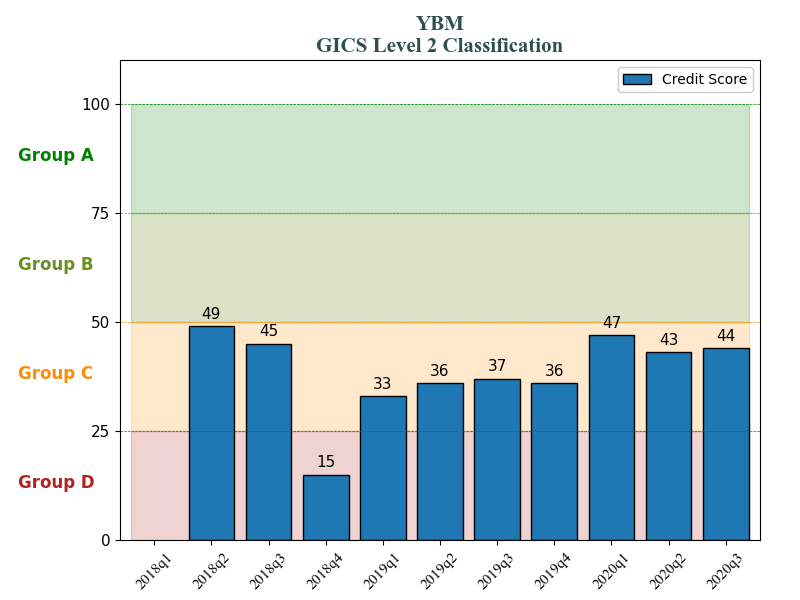 YBM
GICS Level 2 Classification
Credit Score
100
Group A
75
Group B
50
49
45
47
43
44
Group C
33
36
37
36
25
15
Group D
0
2018q1
2018q2
2018q3
2018q4
2019q1
2019q2
2019q3
2019q4
2020q1
2020q2
2020q3